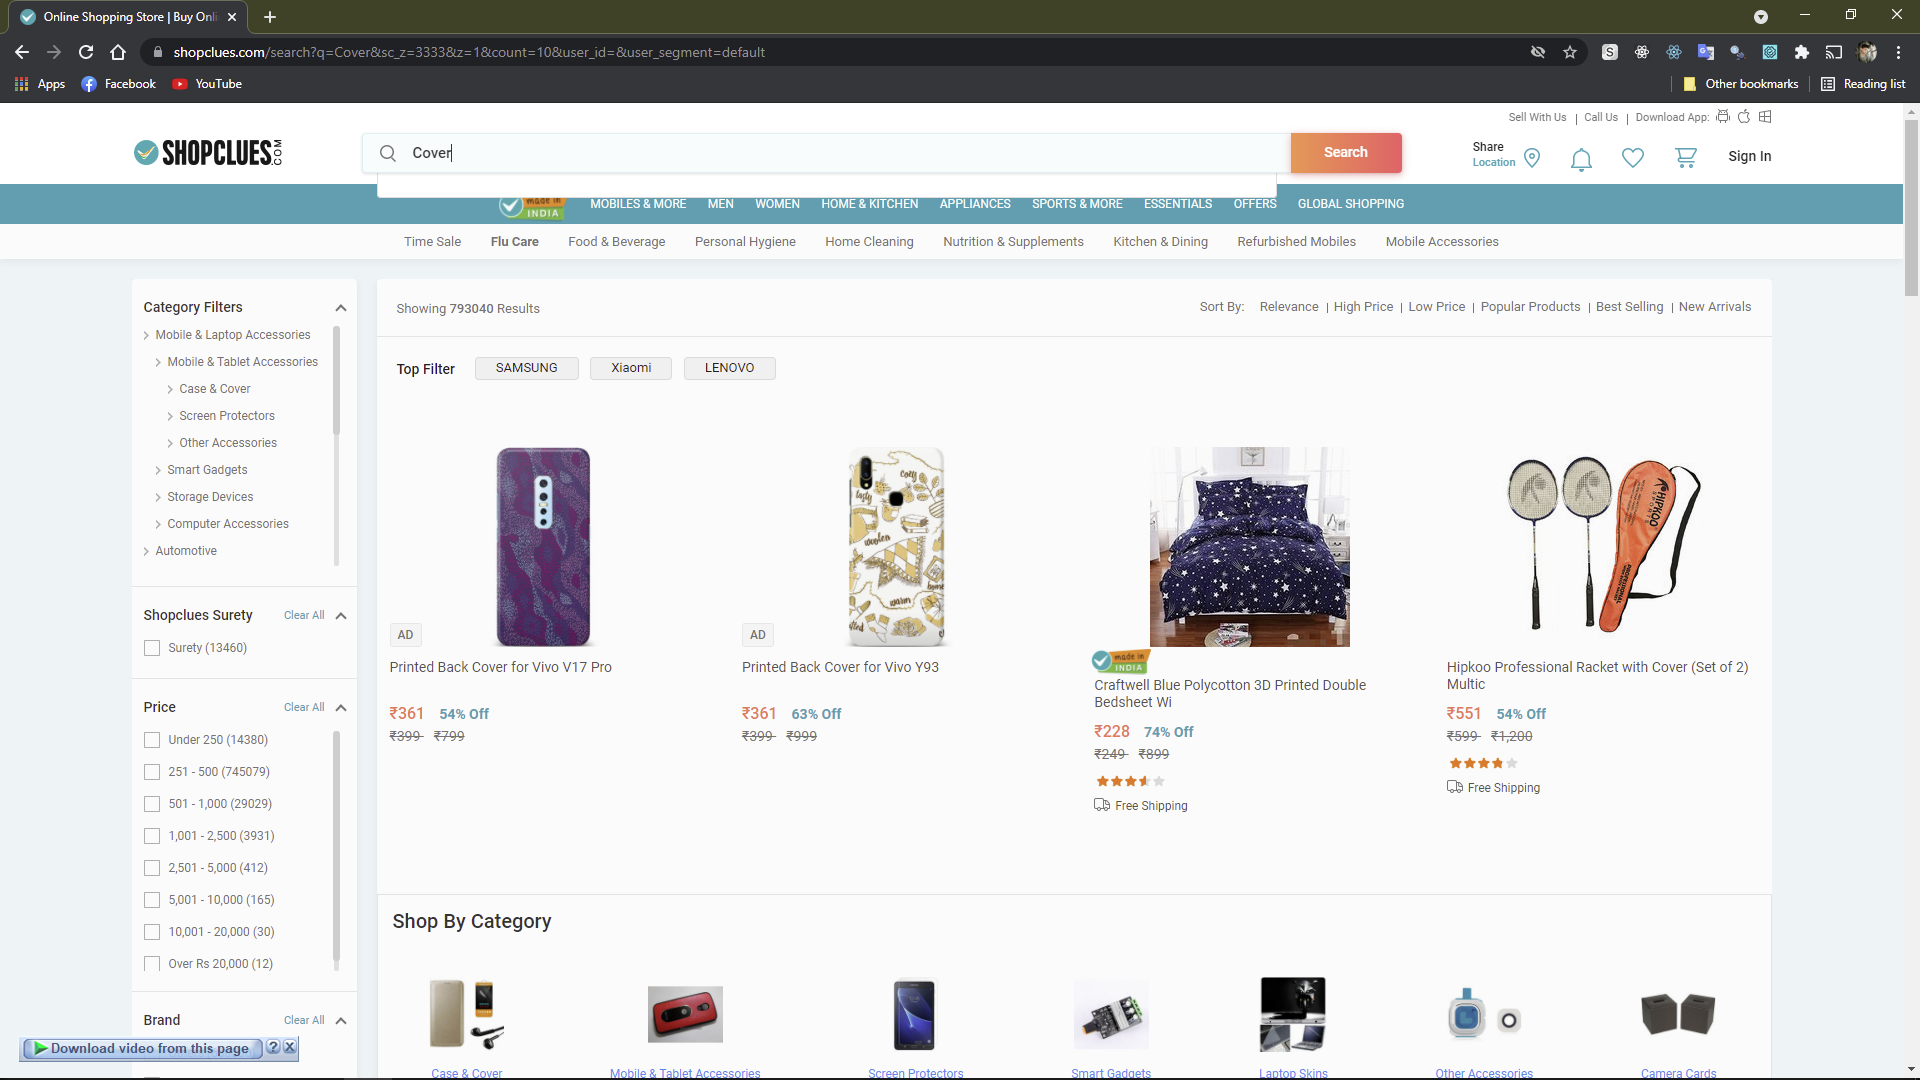 Online Shopping Store | Buy Onli
shopclues.com/search?q=Cover&sc_z=3333&z=1&count=10&user_id=&user_segment=default
Apps Facebook YouTube Other bookmarks Reading list
Sell With Us | Call Us | Download App:
SHOPCLUES.COM
Cover
Search
Share
Location
Sign In
made in
INDIA
MOBILES & MORE MEN WOMEN HOME & KITCHEN APPLIANCES SPORTS & MORE ESSENTIALS OFFERS GLOBAL SHOPPING
Time Sale Flu Care Food & Beverage Personal Hygiene Home Cleaning Nutrition & Supplements Kitchen & Dining Refurbished Mobiles Mobile Accessories
Category Filters
Mobile & Laptop Accessories
Mobile & Tablet Accessories
Case & Cover
Screen Protectors
Other Accessories
Smart Gadgets
Storage Devices
Computer Accessories
Automotive
Shopclues Surety Clear All
Surety (13460)
Price Clear All
Under 250 (14380)
251 - 500 (745079)
501 - 1,000 (29029)
1,001 - 2,500 (3931)
2,501 - 5,000 (412)
5,001 - 10,000 (165)
10,001 - 20,000 (30)
Over Rs 20,000 (12)
Brand Clear All
Download video from this page ? X
Showing 793040 Results
Sort By: Relevance | High Price | Low Price | Popular Products | Best Selling | New Arrivals
Top Filter SAMSUNG Xiaomi LENOVO
AD
Printed Back Cover for Vivo V17 Pro
₹361 54% Off
₹399 ₹799
cozy
woolen
warm
AD
Printed Back Cover for Vivo Y93
₹361 63% Off
₹399 ₹999
made in
INDIA
Craftwell Blue Polycotton 3D Printed Double
Bedsheet Wi
₹228 74% Off
₹249 ₹899
Free Shipping
HIPKOO
PROFESSIONAL
Hipkoo Professional Racket with Cover (Set of 2)
Multic
₹551 54% Off
₹599 ₹1,200
Free Shipping
Shop By Category
Case & Cover
Mobile & Tablet Accessories
Screen Protectors
Smart Gadgets
Laptop Skins
Other Accessories
Camera Cards